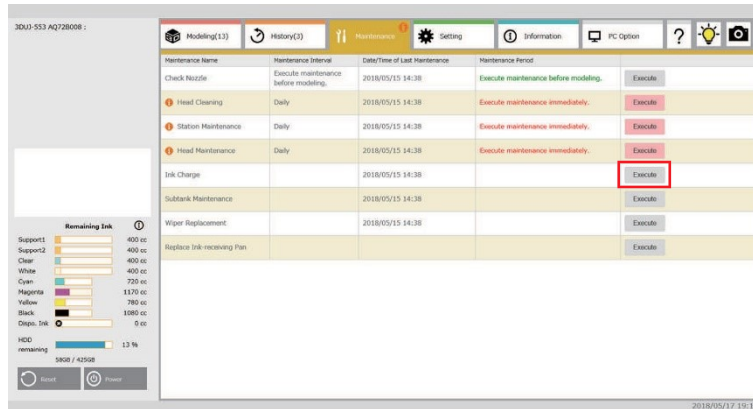 3DUJ-553 AQ72B008 :
Modeling(13)
History(3)
Maintenance
Setting
Information
PC Option
?
Maintenance Name Maintenance Interval Date/Time of Last Maintenance Maintenance Period
Check Nozzle Execute maintenance before modeling. 2018/05/15 14:38 Execute maintenance before modeling. Execute
Head Cleaning Daily 2018/05/15 14:38 Execute maintenance immediately. Execute
Station Maintenance Daily 2018/05/15 14:38 Execute maintenance immediately. Execute
Head Maintenance Daily 2018/05/15 14:38 Execute maintenance immediately. Execute
Ink Charge 2018/05/15 14:38 Execute
Subtank Maintenance 2018/05/15 14:38 Execute
Wiper Replacement 2018/05/15 14:38 Execute
Replace Ink-receiving Pan Execute
Remaining Ink
Support1 400 cc
Support2 400 cc
Clear 400 cc
White 400 cc
Cyan 720 cc
Magenta 1170 cc
Yellow 780 cc
Black 1080 cc
Dispo. Ink 0 cc
HDD remaining 13 %
58GB / 425GB
Reset
Power